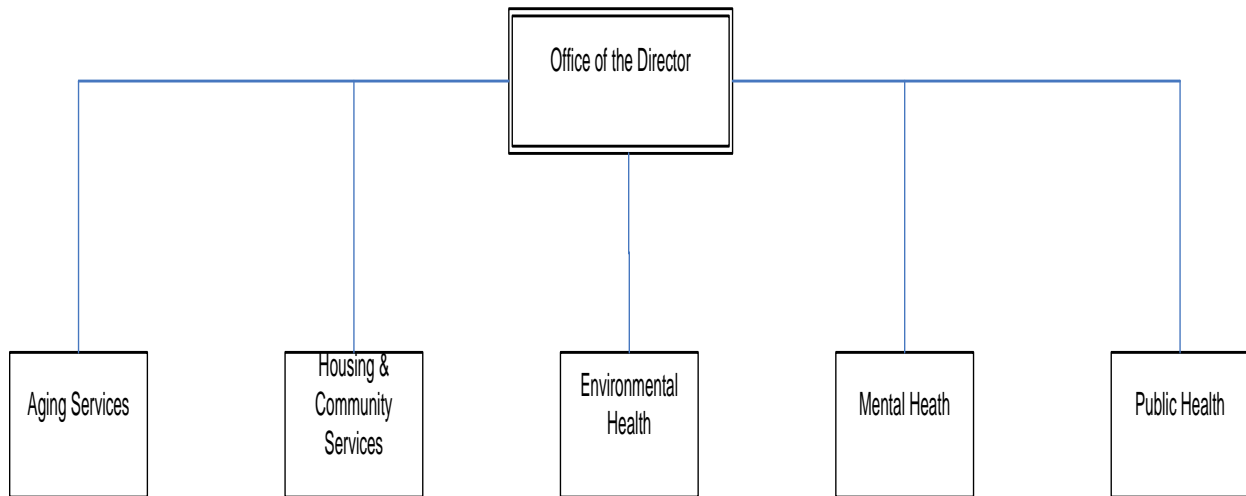 Office of the Director
Aging Services
Housing &
Community
Services
Environmental
Health
Mental Heath
Public Health